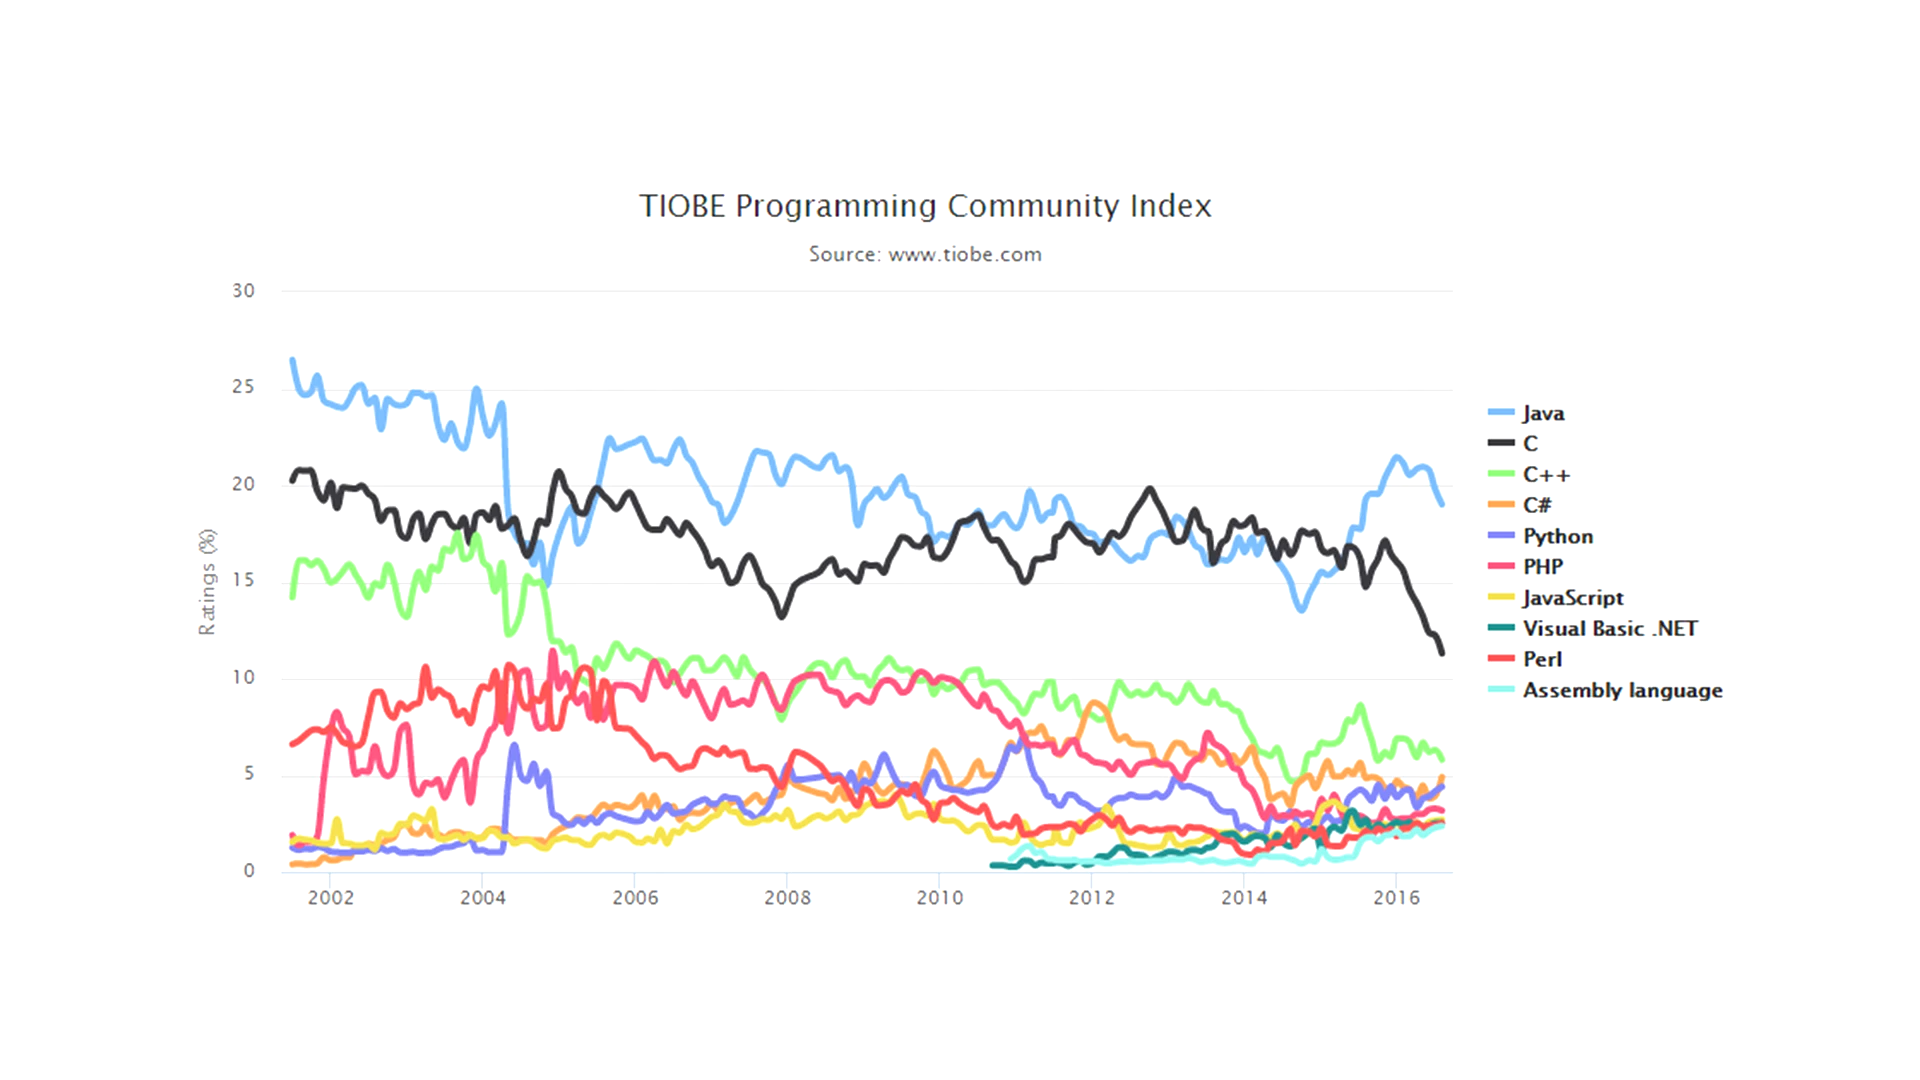 TIOBE Programming Community Index
Source: www.tiobe.com
Ratings (%)
30
25
20
15
10
5
0
2002 2004 2006 2008 2010 2012 2014 2016
Java
C
C++
C#
Python
PHP
JavaScript
Visual Basic .NET
Perl
Assembly language